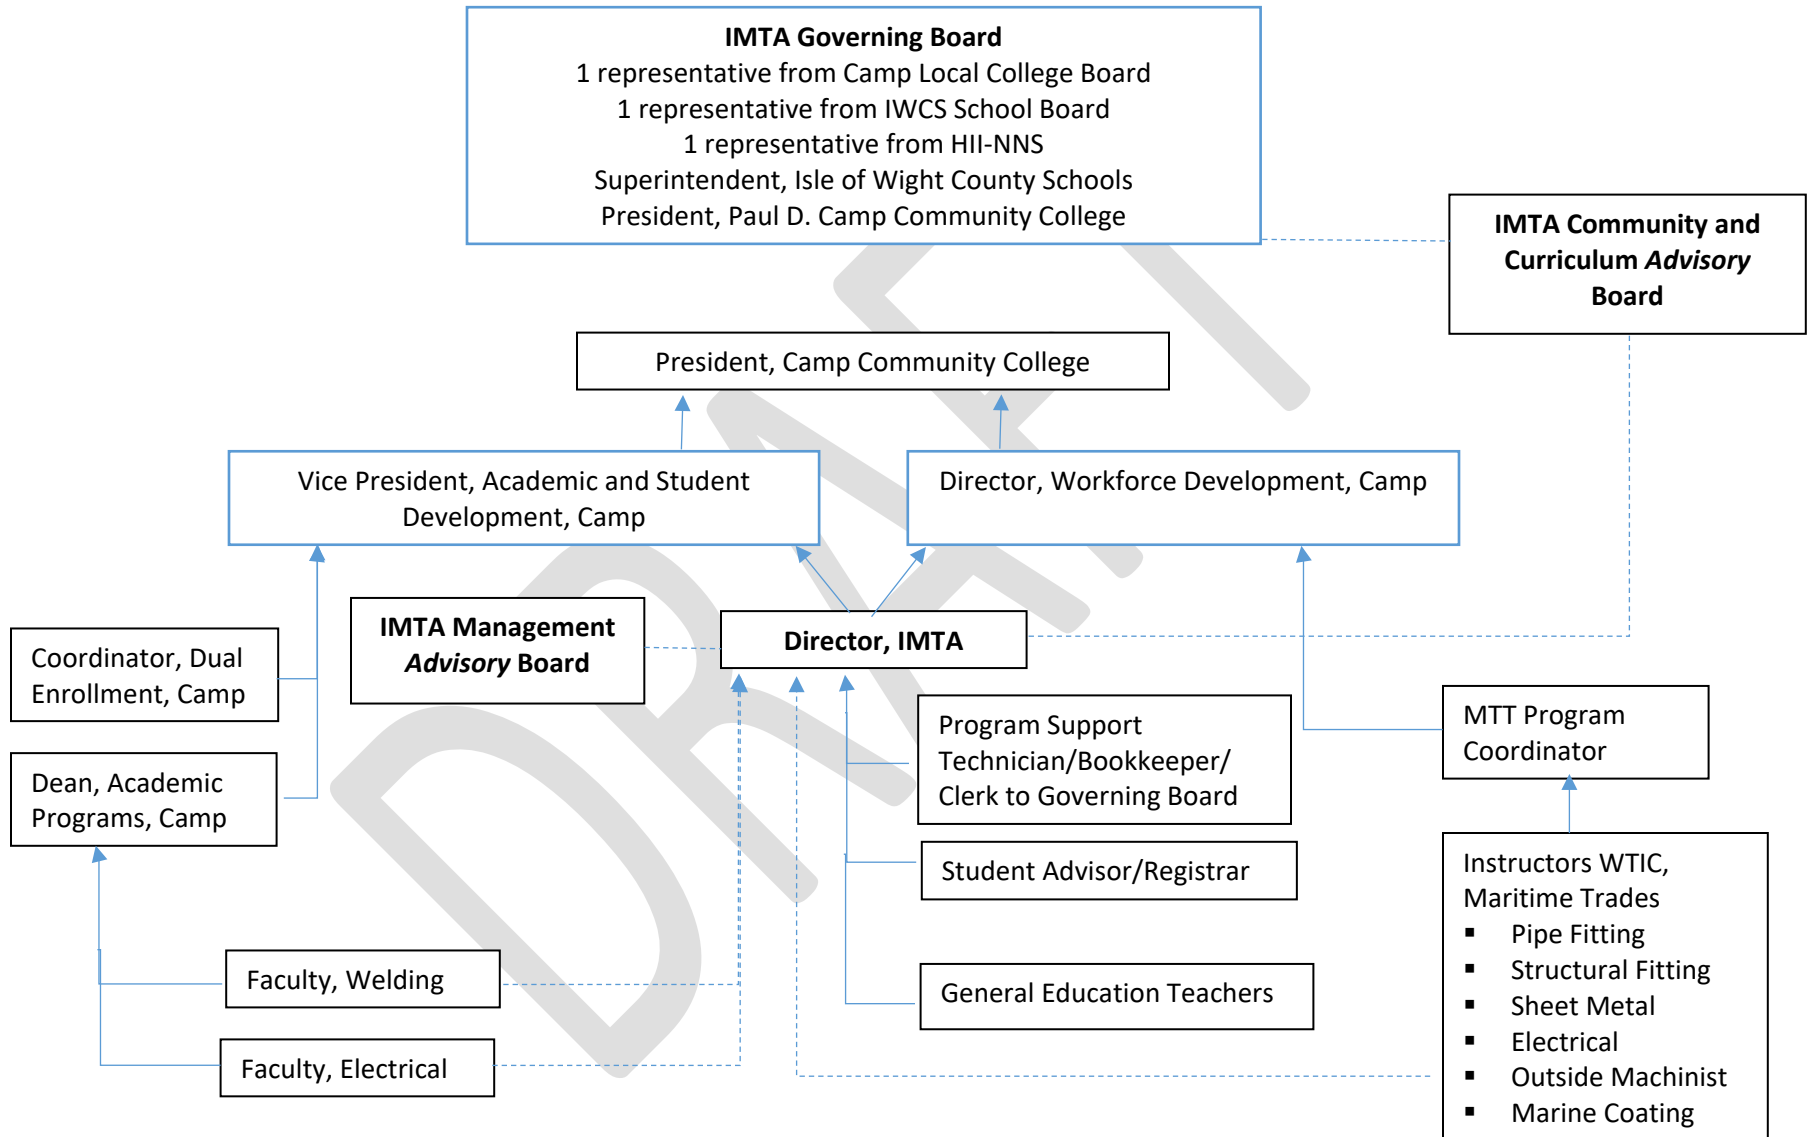 IMTA Governing Board
1 representative from Camp Local College Board
1 representative from IWCS School Board
1 representative from HII-NNS
Superintendent, Isle of Wight County Schools
President, Paul D. Camp Community College
IMTA Community and
Curriculum Advisory
Board
President, Camp Community College
Vice President, Academic and Student
Development, Camp
Director, Workforce Development, Camp
IMTA Management
Advisory Board
Director, IMTA
Coordinator, Dual
Enrollment, Camp
Dean, Academic
Programs, Camp
Program Support
Technician/Bookkeeper/
Clerk to Governing Board
MTT Program
Coordinator
Student Advisor/Registrar
Instructors WTIC,
Maritime Trades
▪ Pipe Fitting
▪ Structural Fitting
▪ Sheet Metal
▪ Electrical
▪ Outside Machinist
▪ Marine Coating
Faculty, Welding
General Education Teachers
Faculty, Electrical
DRAFT